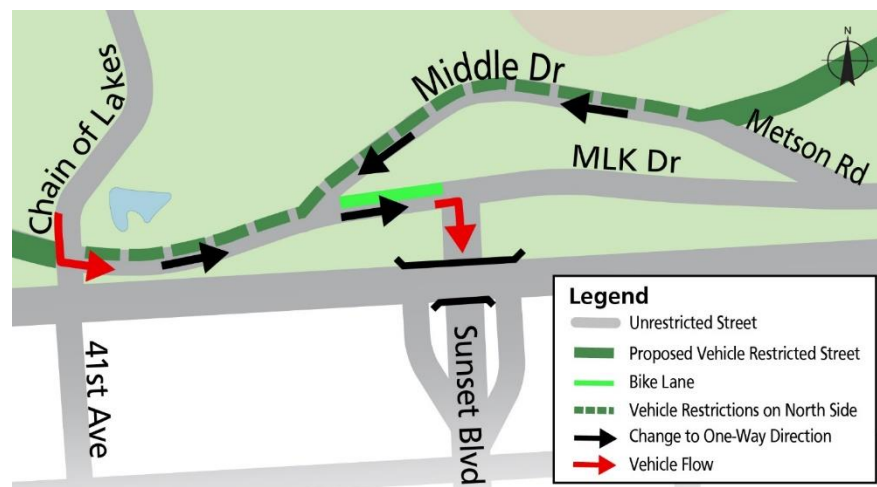 N
Middle Dr
Chain of Lakes
Metson Rd
MLK Dr
41st Ave
Sunset Blvd
Legend
Unrestricted Street
Proposed Vehicle Restricted Street
Bike Lane
Vehicle Restrictions on North Side
Change to One-Way Direction
Vehicle Flow